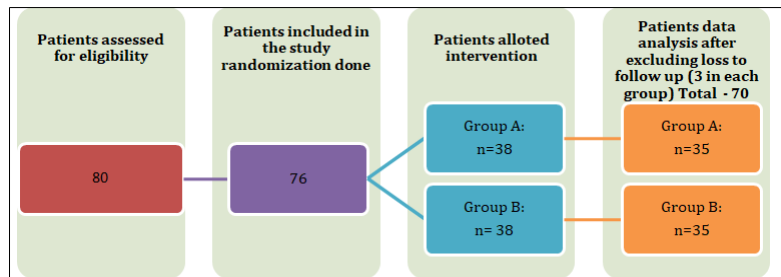 Patients assessed
for eligibility
80
Patients included in
the study
randomization done
76
Patients alloted
intervention
Group A:
n=38
Group B:
n= 38
Patients data
analysis after
excluding loss to
follow up (3 in each
group) Total - 70
Group A:
n=35
Group B:
n=35